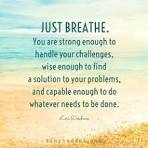 JUST BREATHE.
You are strong enough to
handle your challenges,
wise enough to find
a solution to your problems,
and capable enough to do
whatever needs to be done.